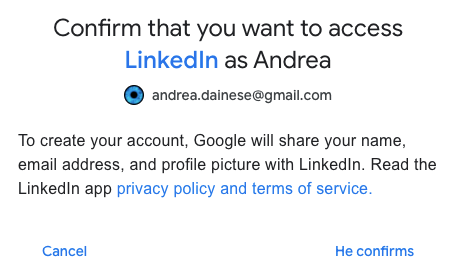 Confirm that you want to access
LinkedIn as Andrea
andrea.dainese@gmail.com
To create your account, Google will share your name,
email address, and profile picture with LinkedIn. Read the
LinkedIn app privacy policy and terms of service.
Cancel He confirms